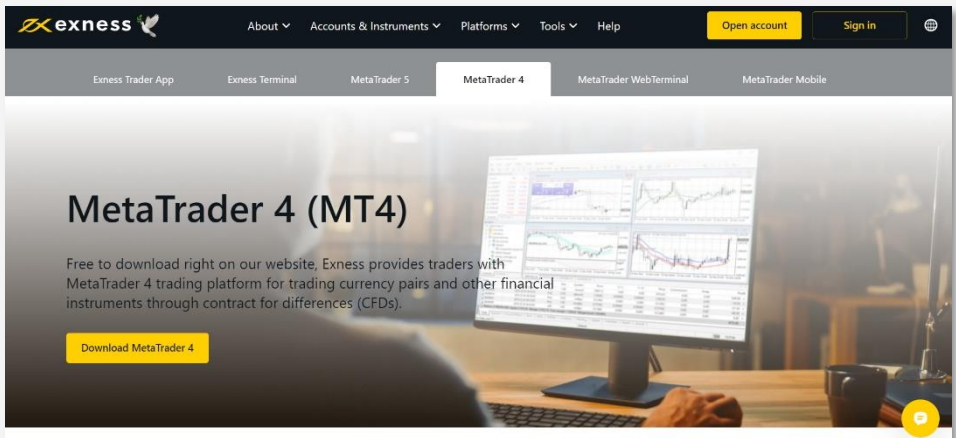 exness
About
Accounts & Instruments
Platforms
Tools
Help
Open account
Sign in
Exness Trader App
Exness Terminal
MetaTrader 5
MetaTrader 4
MetaTrader WebTerminal
MetaTrader Mobile
MetaTrader 4 (MT4)
Free to download right on our website, Exness provides traders with
MetaTrader 4 trading platform for trading currency pairs and other financial
instruments through contract for differences (CFDs).
Download MetaTrader 4